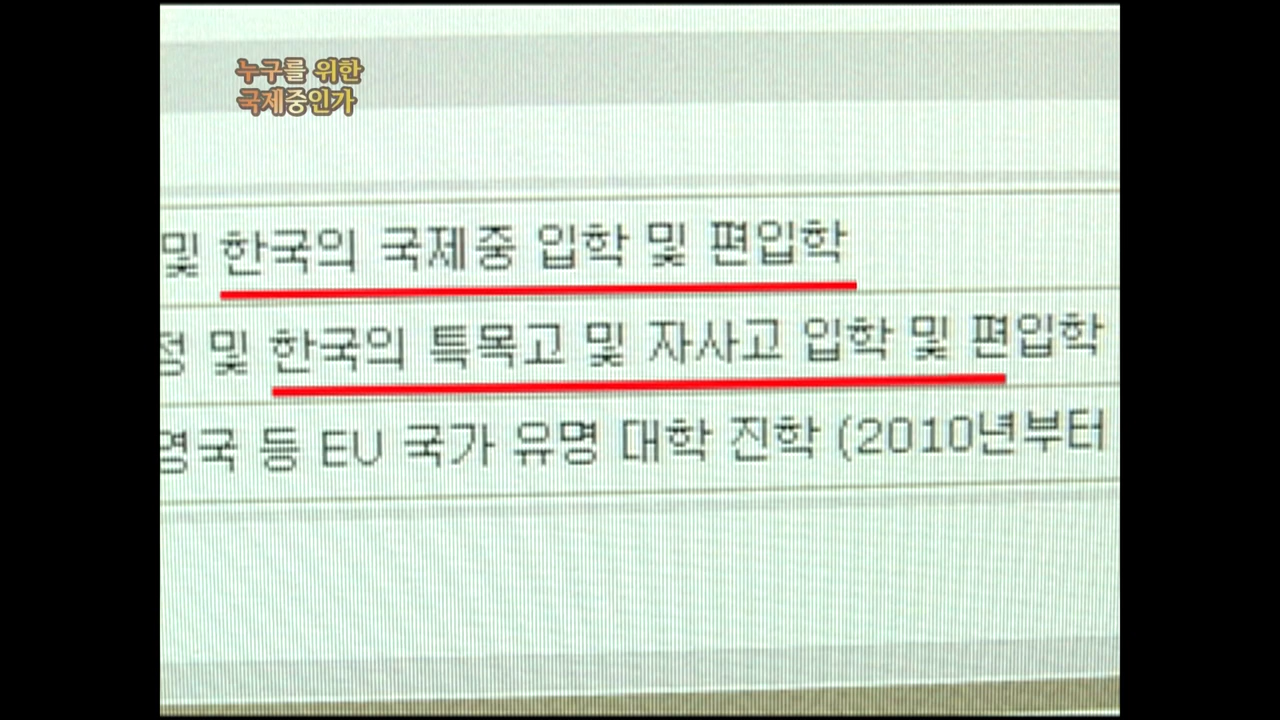 누구를 위한
국제중인가
및 한국의 국제중 입학 및 편입학
정 및 한국의 특목고 및 자사고 입학 및 편입학
영국 등 EU 국가 유명 대학 진학 (2010년부터